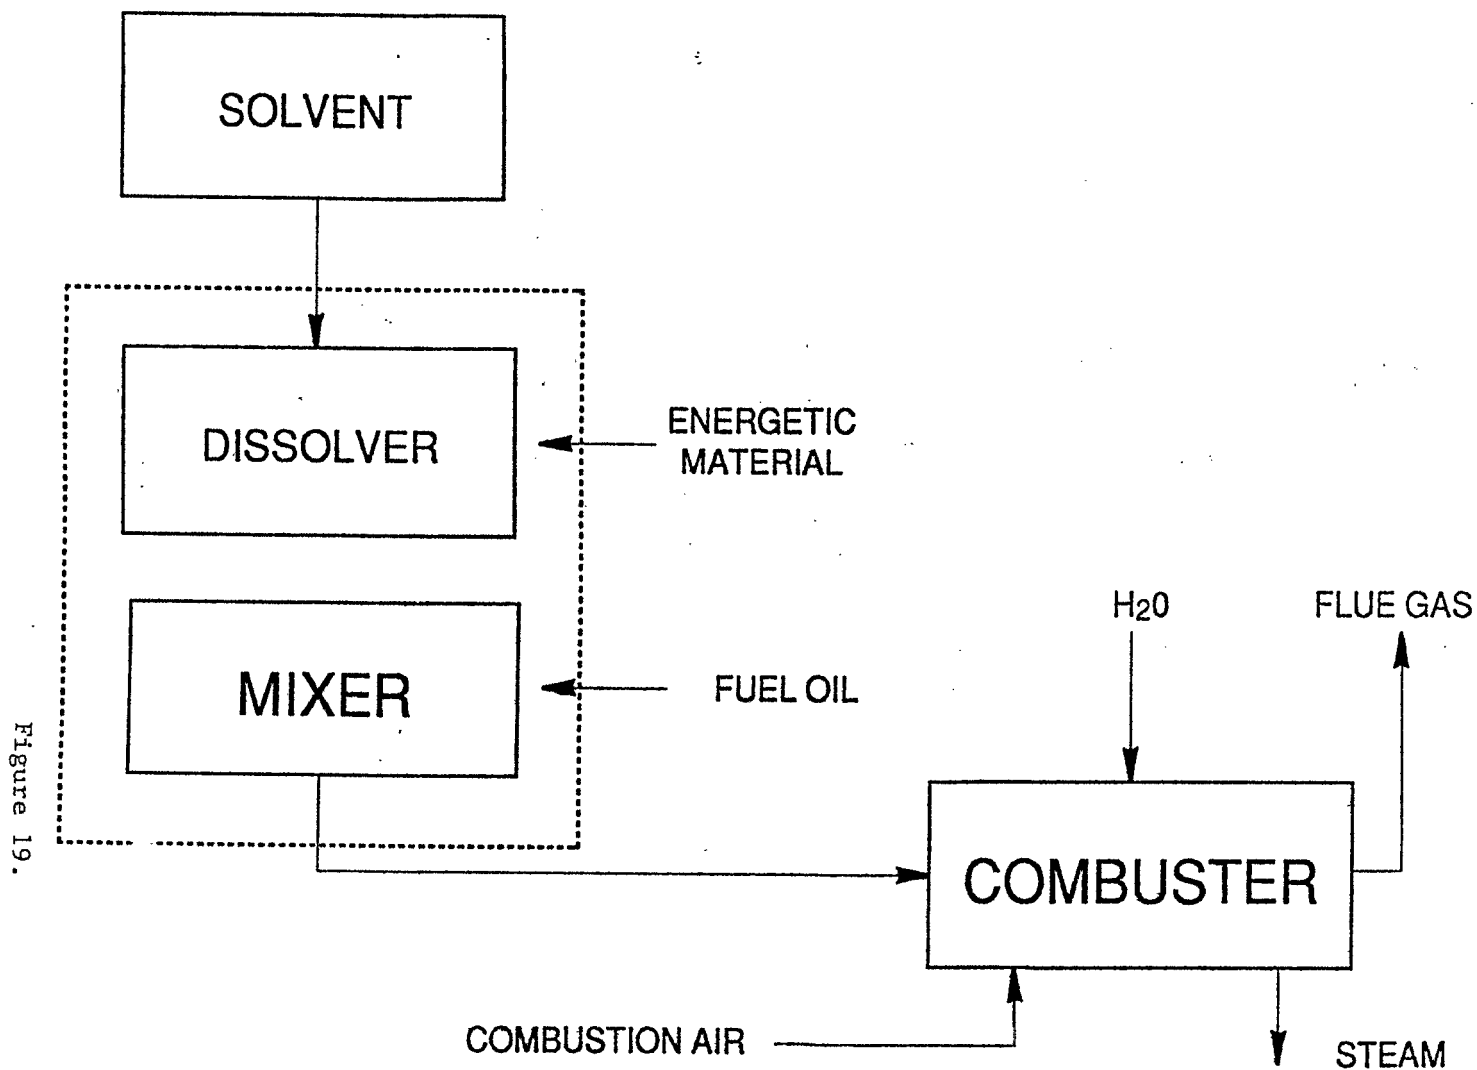 SOLVENT
DISSOLVER
ENERGETIC
MATERIAL
H20
FLUE GAS
MIXER
FUEL OIL
COMBUSTER
COMBUSTION AIR
STEAM
Figure 19.